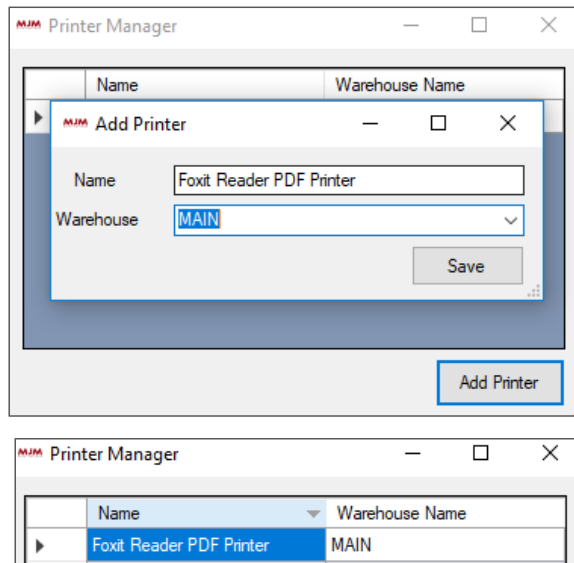 MJM Printer Manager
Name Warehouse Name
MJM Add Printer
Name Foxit Reader PDF Printer
Warehouse MAIN
Save
Add Printer
MJM Printer Manager
Name Warehouse Name
Foxit Reader PDF Printer MAIN